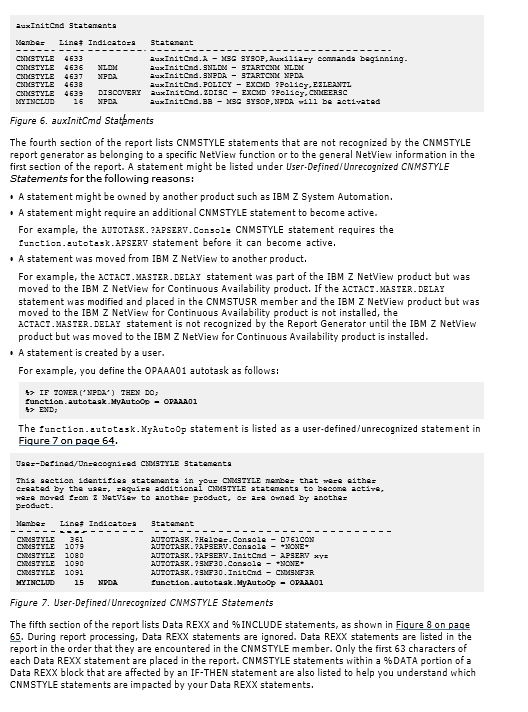 auxInitCmd Statements
Member Line# Indicators Statement
CNMSTYLE 4633 auxInitCmd.A = MSG SYSOP,Auxiliary commands beginning.
CNMSTYLE 4636 NLDM auxInitCmd.SNLDM = STARTCNM NLDM
CNMSTYLE 4637 NPDA auxInitCmd.SNPDA = STARTCNM NPDA
CNMSTYLE 4638 auxInitCmd.POLICY = EXCMD ?Policy,EZLEANTL
CNMSTYLE 4639 DISCOVERY auxInitCmd.ZDISC = EXCMD ?Policy,CNMEERSC
MYINCLUD 16 NPDA auxInitCmd.BB = MSG SYSOP,NPDA will be activated
Figure 6. auxInitCmd Statements
The fourth section of the report lists CNMSTYLE statements that are not recognized by the CNMSTYLE
report generator as belonging to a specific NetView function or to the general NetView information in the
first section of the report. A statement might be listed under User-Defined/Unrecognized CNMSTYLE
Statements for the following reasons:
• A statement might be owned by another product such as IBM Z System Automation.
• A statement might require an additional CNMSTYLE statement to become active.
For example, the AUTOTASK.?APSERV.Console CNMSTYLE statement requires the
function.autotask.APSERV statement before it can become active.
• A statement was moved from IBM Z NetView to another product.
For example, the ACTACT.MASTER.DELAY statement was part of the IBM Z NetView product but was
moved to the IBM Z NetView for Continuous Availability product. If the ACTACT.MASTER.DELAY
statement was modified and placed in the CNMSTUSR member and the IBM Z NetView product but was
moved to the IBM Z NetView for Continuous Availability product is not installed, the
ACTACT.MASTER.DELAY statement is not recognized by the Report Generator until the IBM Z NetView
product but was moved to the IBM Z NetView for Continuous Availability product is installed.
• A statement is created by a user.
For example, you define the OPAAA01 autotask as follows:
%> IF TOWER('NPDA') THEN DO;
function.autotask.MyAutoOp = OPAAA01
%> END;
The function.autotask.MyAutoOp statement is listed as a user-defined/unrecognized statement in
Figure 7 on page 64.
User-Defined/Unrecognized CNMSTYLE Statements
This section identifies statements in your CNMSTYLE member that were either
created by the user, require additional CNMSTYLE statements to become active,
were moved from Z NetView to another product, or are owned by another
product.
Member Line# Indicators Statement
CNMSTYLE 361 AUTOTASK.?Helper.Console = D761CON
CNMSTYLE 1079 AUTOTASK.?APSERV.Console = *NONE*
CNMSTYLE 1080 AUTOTASK.?APSERV.InitCmd = APSERV xyz
CNMSTYLE 1090 AUTOTASK.?SMF30.Console = *NONE*
CNMSTYLE 1091 AUTOTASK.?SMF30.InitCmd = CNMSMF3R
MYINCLUD 15 NPDA function.autotask.MyAutoOp = OPAAA01
Figure 7. User-Defined/Unrecognized CNMSTYLE Statements
The fifth section of the report lists Data REXX and %INCLUDE statements, as shown in Figure 8 on page
65. During report processing, Data REXX statements are ignored. Data REXX statements are listed in the
report in the order that they are encountered in the CNMSTYLE member. Only the first 63 characters of
each Data REXX statement are placed in the report. CNMSTYLE statements within a %DATA portion of a
Data REXX block that are affected by an IF-THEN statement are also listed to help you understand which
CNMSTYLE statements are impacted by your Data REXX statements.